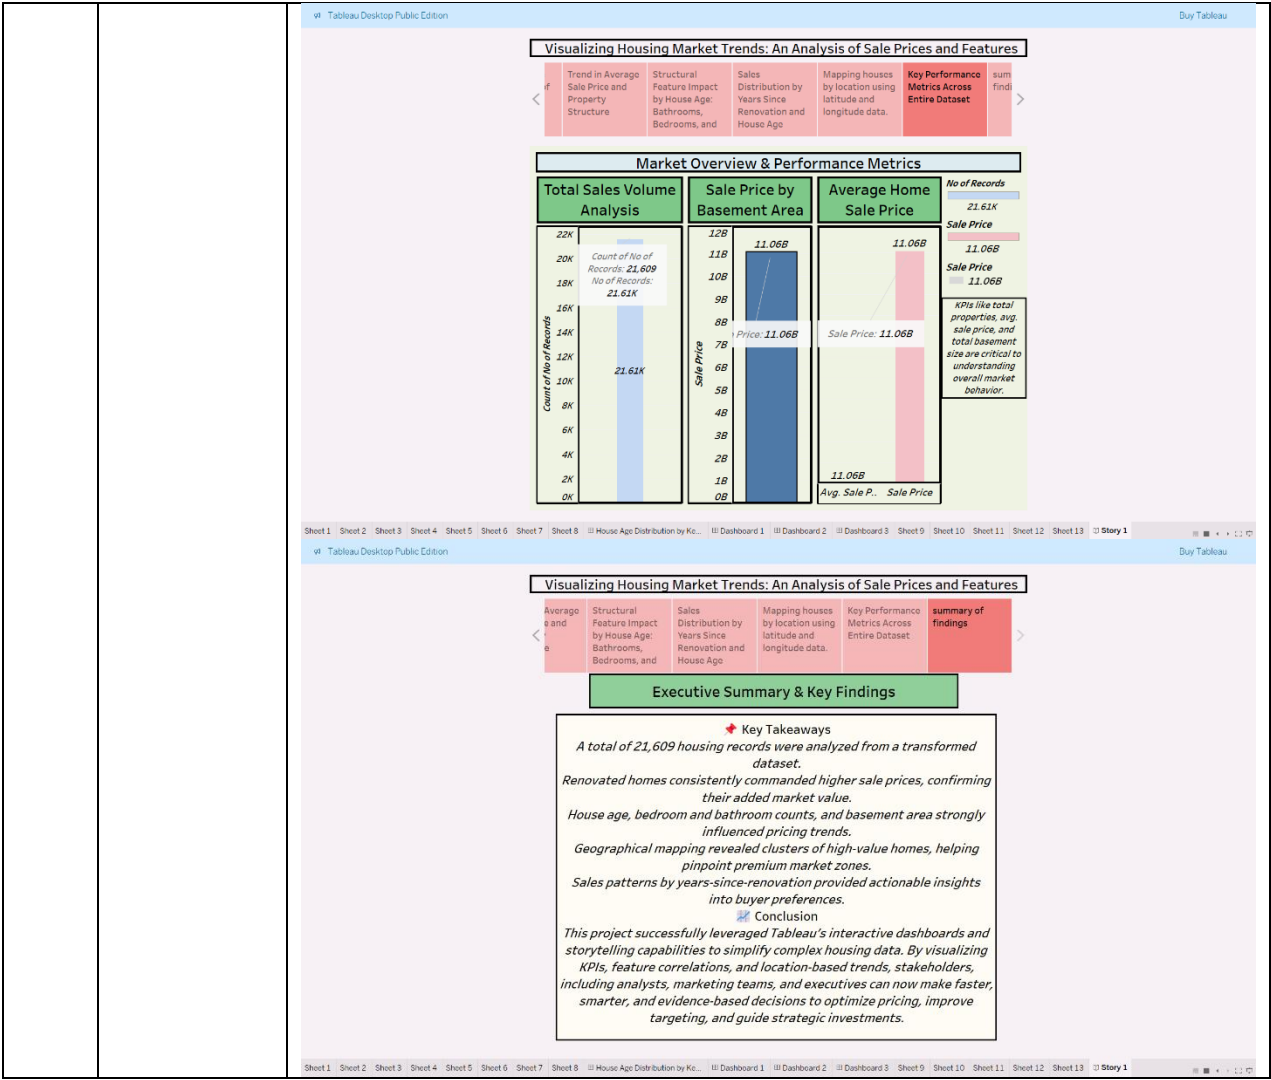 Tableau Desktop Public Edition
Buy Tableau
Visualizing Housing Market Trends: An Analysis of Sale Prices and Features
of
Trend in Average
Sale Price and
Property
Structure
Structural
Feature Impact
by House Age:
Bathrooms,
Bedrooms, and
Sales
Distribution by
Years Since
Renovation and
House Age
Mapping houses
by location using
latitude and
longitude data.
Key Performance
Metrics Across
Entire Dataset
sum
findi
Market Overview & Performance Metrics
Total Sales Volume
Analysis
Sale Price by
Basement Area
Average Home
Sale Price
No of Records
21.61K
Sale Price
11.06B
Sale Price
11.06B
KPIs like total
properties, avg.
sale price, and
total basement
size are critical to
understanding
overall market
behavior.
Count of No of Records
22K
20K
18K
16K
14K
12K
10K
8K
6K
4K
2K
0K
Count of No of
Records: 21,609
No of Records:
21.61K
21.61K
Sale Price
12B
11B
10B
9B
8B
7B
6B
5B
4B
3B
2B
1B
0B
11.06B
Price: 11.06B
11.06B
Sale Price: 11.06B
11.06B
Avg. Sale P.. Sale Price
Sheet 1 Sheet 2 Sheet 3 Sheet 4 Sheet 5 Sheet 6 Sheet 7 Sheet 8 House Age Distribution by Ke... Dashboard 1 Dashboard 2 Dashboard 3 Sheet 9 Sheet 10 Sheet 11 Sheet 12 Sheet 13 Story 1
Tableau Desktop Public Edition
Buy Tableau
Visualizing Housing Market Trends: An Analysis of Sale Prices and Features
Average
e and
e
Structural
Feature Impact
by House Age:
Bathrooms,
Bedrooms, and
Sales
Distribution by
Years Since
Renovation and
House Age
Mapping houses
by location using
latitude and
longitude data.
Key Performance
Metrics Across
Entire Dataset
summary of
findings
Executive Summary & Key Findings
📌 Key Takeaways
A total of 21,609 housing records were analyzed from a transformed
dataset.
Renovated homes consistently commanded higher sale prices, confirming
their added market value.
House age, bedroom and bathroom counts, and basement area strongly
influenced pricing trends.
Geographical mapping revealed clusters of high-value homes, helping
pinpoint premium market zones.
Sales patterns by years-since-renovation provided actionable insights
into buyer preferences.
📈 Conclusion
This project successfully leveraged Tableau's interactive dashboards and
storytelling capabilities to simplify complex housing data. By visualizing
KPIs, feature correlations, and location-based trends, stakeholders,
including analysts, marketing teams, and executives can now make faster,
smarter, and evidence-based decisions to optimize pricing, improve
targeting, and guide strategic investments.
Sheet 1 Sheet 2 Sheet 3 Sheet 4 Sheet 5 Sheet 6 Sheet 7 Sheet 8 House Age Distribution by Ke... Dashboard 1 Dashboard 2 Dashboard 3 Sheet 9 Sheet 10 Sheet 11 Sheet 12 Sheet 13 Story 1